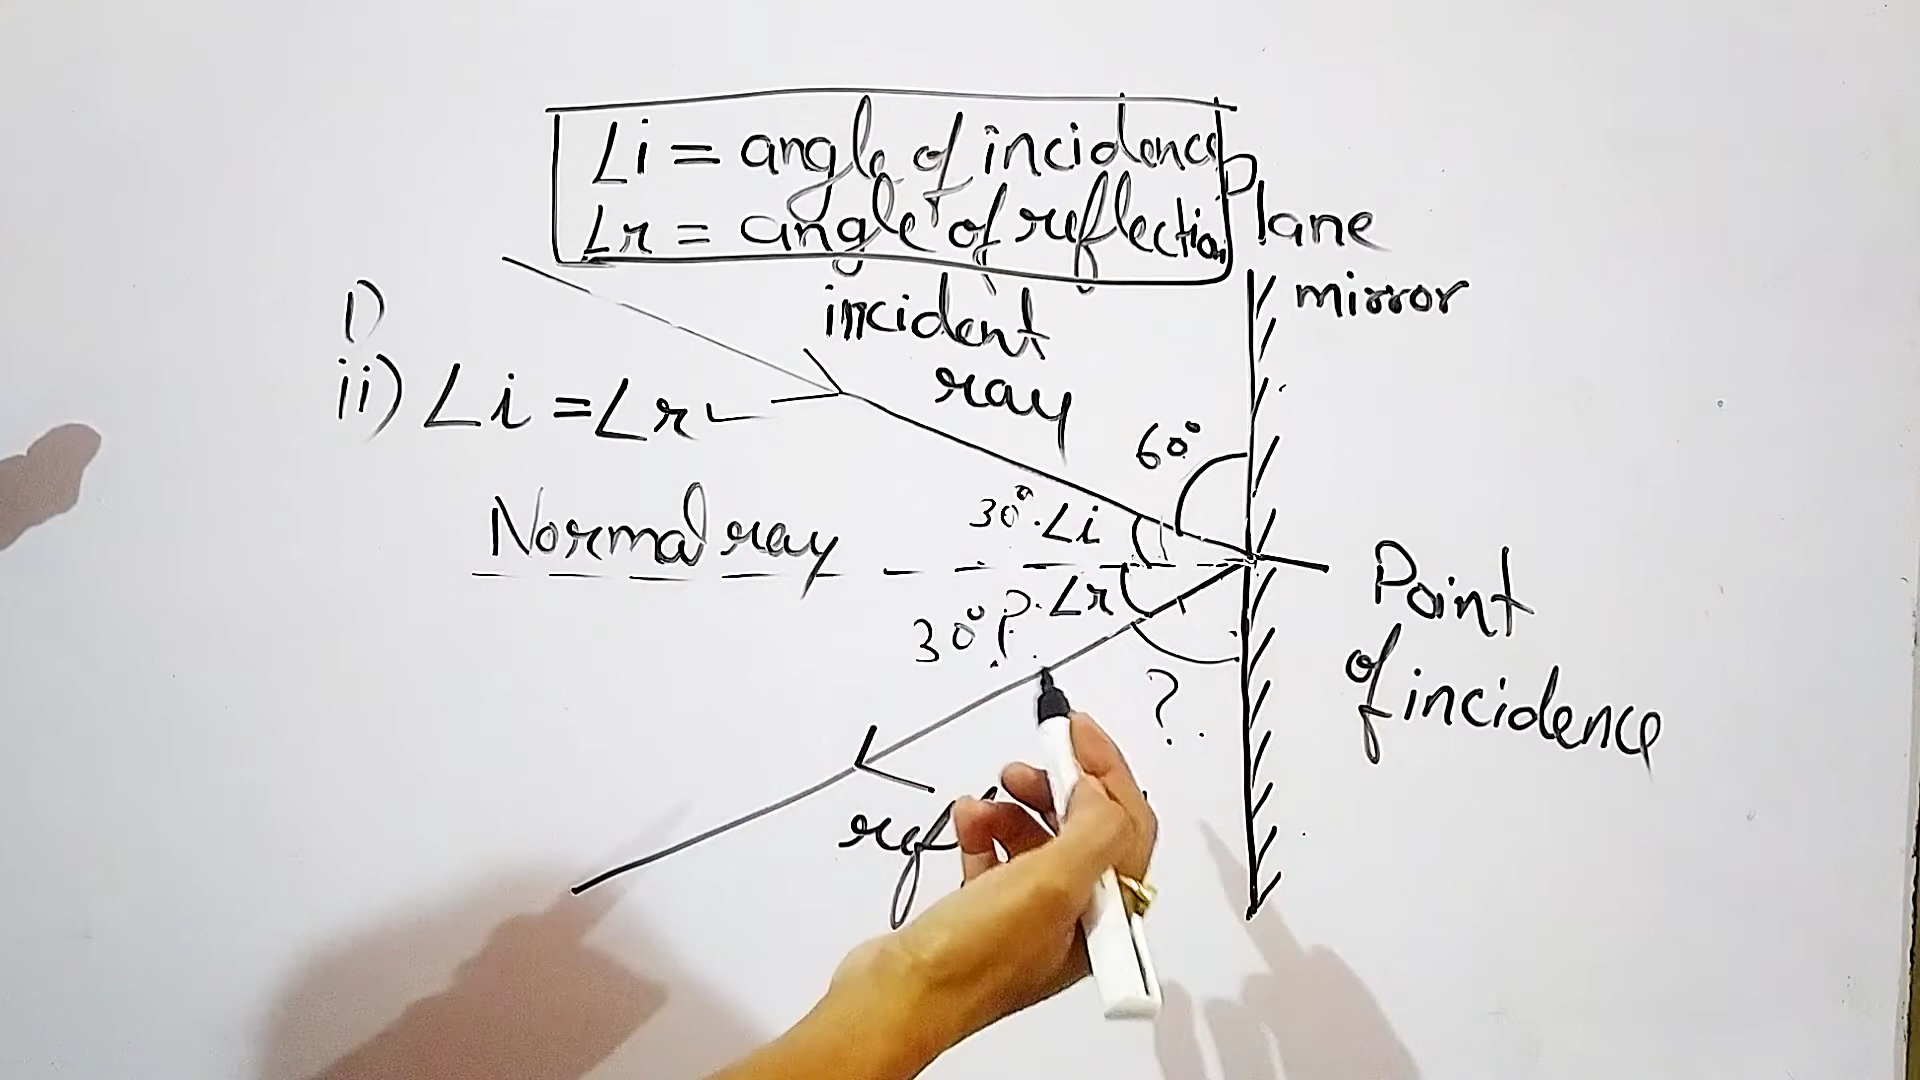 ∠i = angle of incidence
∠r = angle of reflection
Plane
mirror
incident
ray
i)
ii) ∠i = ∠r
60°
Normal ray
30° ∠i
∠r
30° ?
?
Point
of incidence